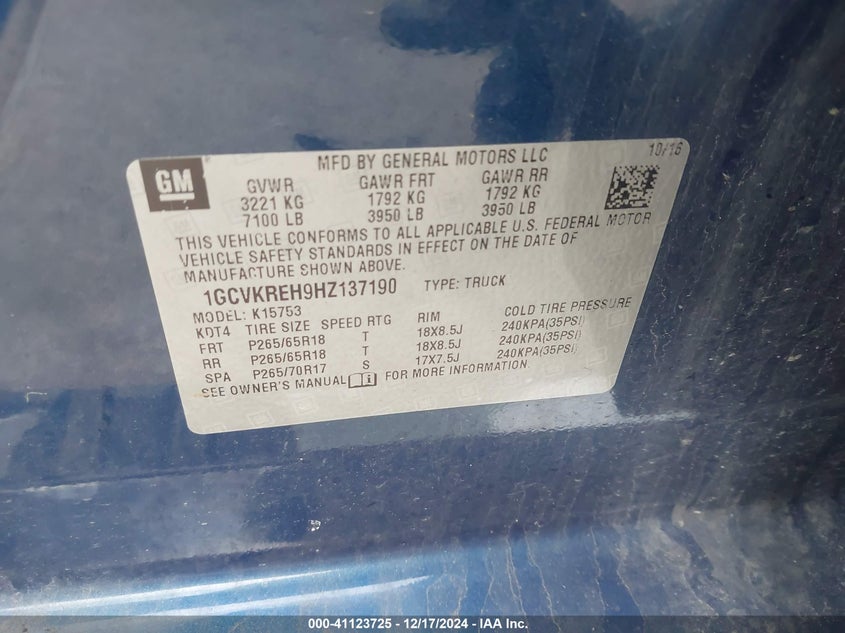 GM
MFD BY GENERAL MOTORS LLC
10/16
GVWR GAWR FRT GAWR RR
3221 KG 1792 KG 1792 KG
7100 LB 3950 LB 3950 LB
THIS VEHICLE CONFORMS TO ALL APPLICABLE U.S. FEDERAL MOTOR
VEHICLE SAFETY STANDARDS IN EFFECT ON THE DATE OF
MANUFACTURE SHOWN ABOVE.
1GCVKREH9HZ137190 TYPE: TRUCK
MODEL: K15753
KDT4 TIRE SIZE SPEED RTG RIM COLD TIRE PRESSURE
FRT P265/65R18 T 18X8.5J 240KPA(35PSI)
RR P265/65R18 T 18X8.5J 240KPA(35PSI)
SPA P265/70R17 S 17X7.5J 240KPA(35PSI)
SEE OWNER'S MANUAL FOR MORE INFORMATION.
000-41123725 - 12/17/2024 - IAA Inc.